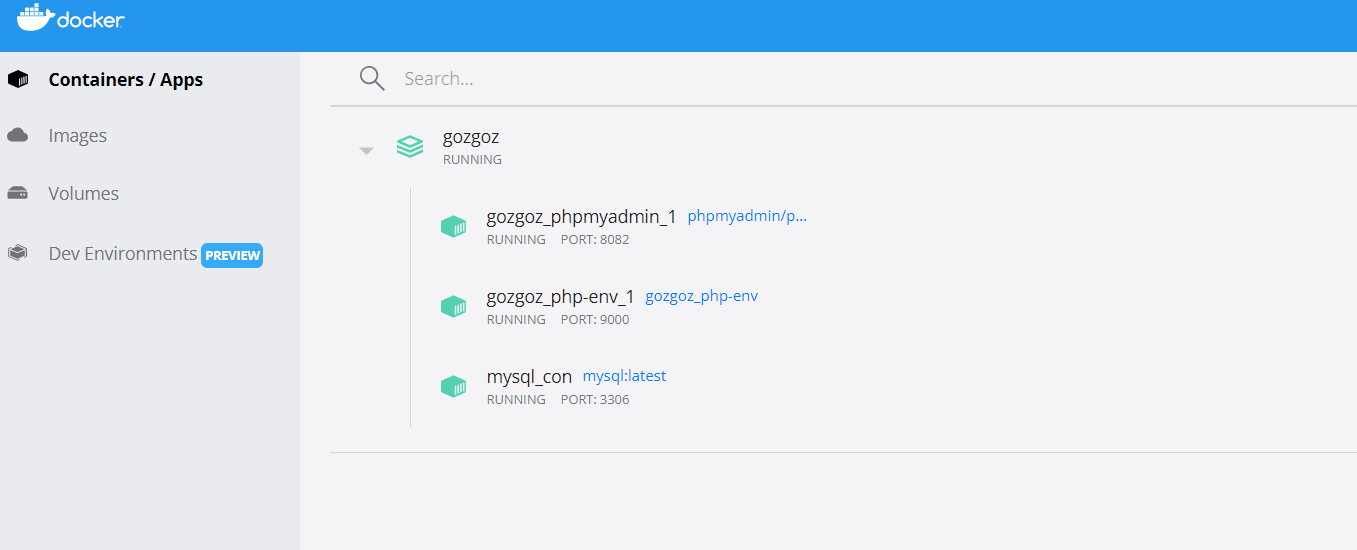 docker
Containers / Apps
Images
Volumes
Dev Environments PREVIEW
Search...
gozgoz
RUNNING
gozgoz_phpmyadmin_1 phpmyadmin/p...
RUNNING PORT: 8082
gozgoz_php-env_1 gozgoz_php-env
RUNNING PORT: 9000
mysql_con mysql:latest
RUNNING PORT: 3306